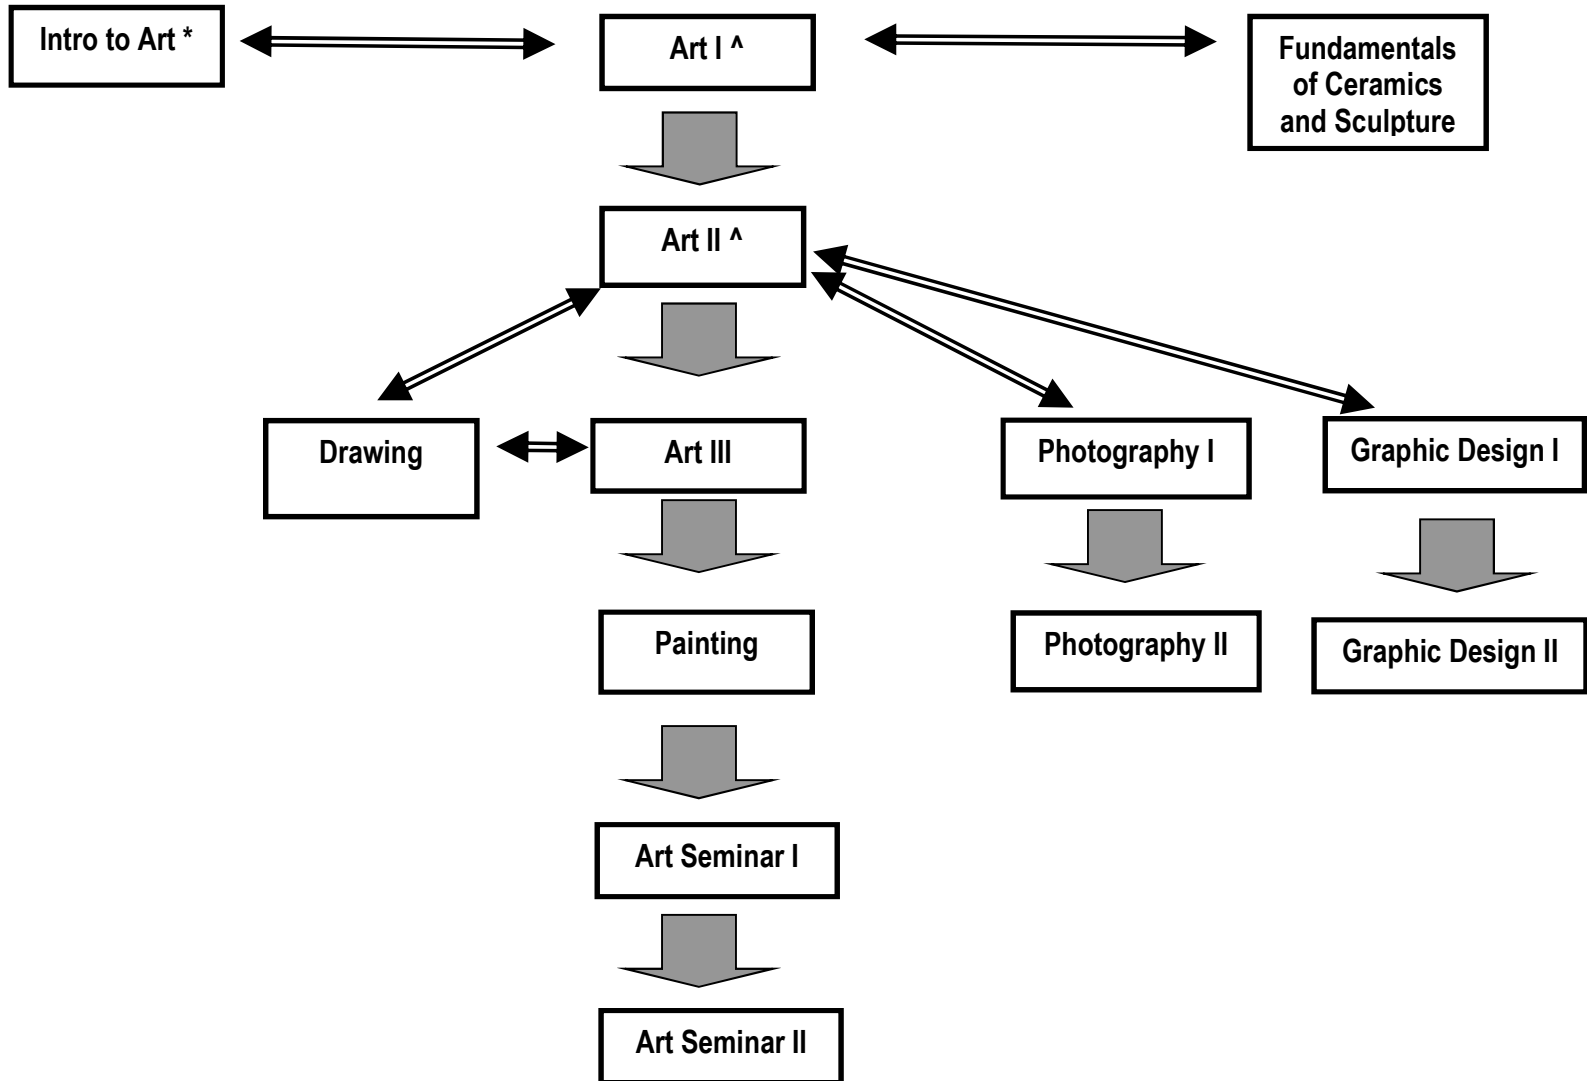 Intro to Art *
Art I ^
Fundamentals
of Ceramics
and Sculpture
Art II ^
Drawing
Art III
Photography I
Graphic Design I
Painting
Photography II
Graphic Design II
Art Seminar I
Art Seminar II